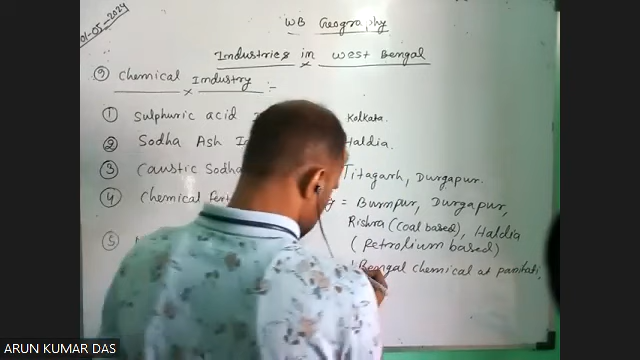 01-05-2024
WB Geography
Industries in West Bengal
9 Chemical Industry :-
1 Sulphuric acid Kolkata.
2 Sodha Ash Haldia.
3 Caustic Sodha Titagarh, Durgapur.
4 Chemical = Burnpur, Durgapur,
Rishra (coal based), Haldia
(petrolium based)
5 Bengal chemical at panihati,
ARUN KUMAR DAS